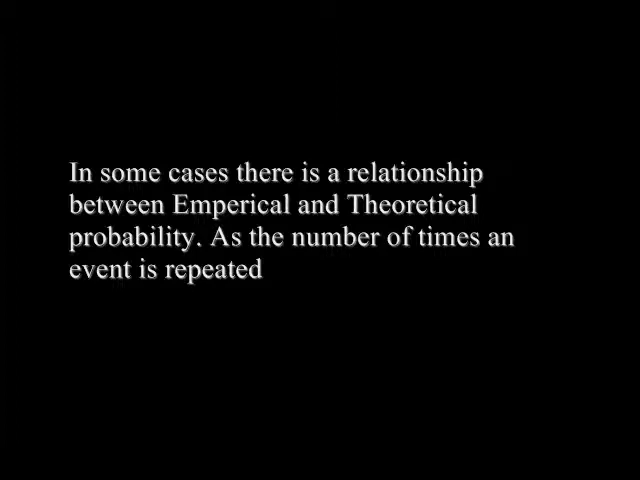 In some cases there is a relationship
between Emperical and Theoretical
probability. As the number of times an
event is repeated